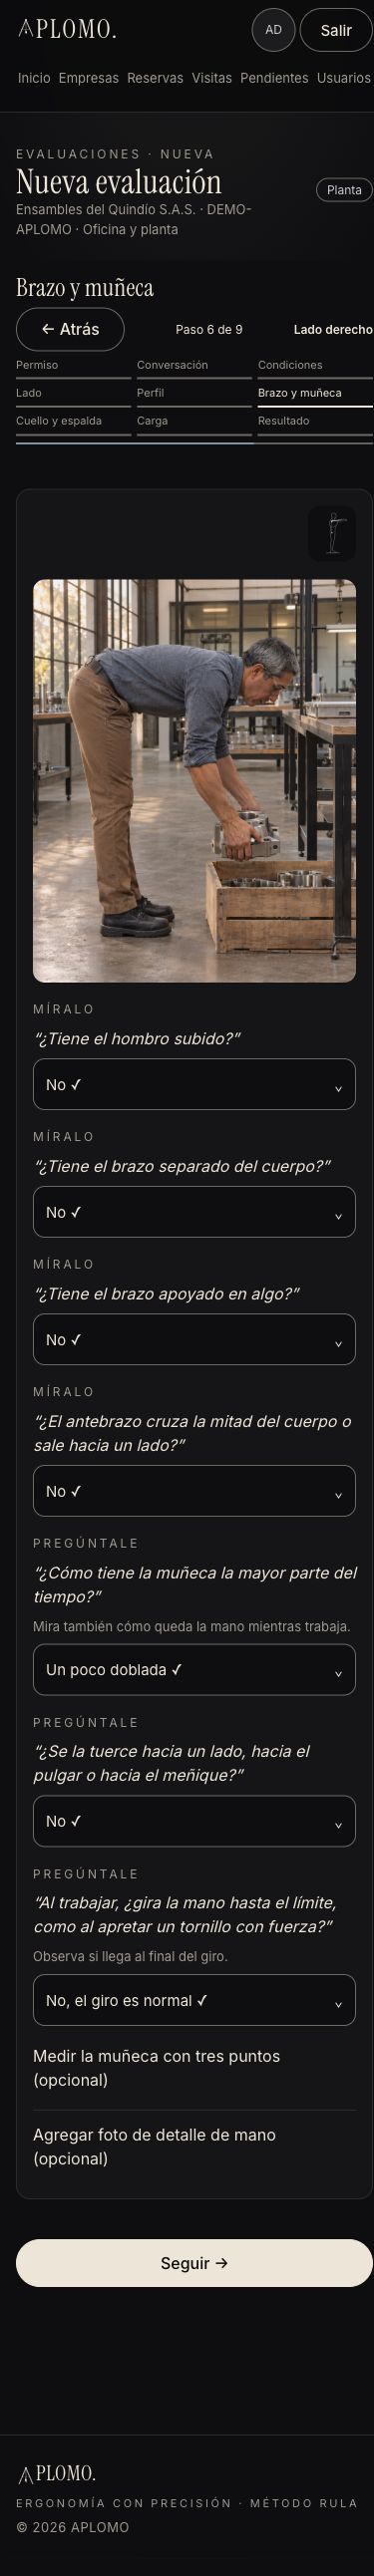 APLOMO.
AD
Salir
Inicio Empresas Reservas Visitas Pendientes Usuarios
EVALUACIONES · NUEVA
Nueva evaluación
Ensambles del Quindío S.A.S. · DEMO-
APLOMO · Oficina y planta
Planta
Brazo y muñeca
← Atrás
Paso 6 de 9
Lado derecho
Permiso Conversación Condiciones
Lado Perfil Brazo y muñeca
Cuello y espalda Carga Resultado
MÍRALO
“¿Tiene el hombro subido?”
No ✓
MÍRALO
“¿Tiene el brazo separado del cuerpo?”
No ✓
MÍRALO
“¿Tiene el brazo apoyado en algo?”
No ✓
MÍRALO
“¿El antebrazo cruza la mitad del cuerpo o
sale hacia un lado?”
No ✓
PREGÚNTALE
“¿Cómo tiene la muñeca la mayor parte del
tiempo?”
Mira también cómo queda la mano mientras trabaja.
Un poco doblada ✓
PREGÚNTALE
“¿Se la tuerce hacia un lado, hacia el
pulgar o hacia el meñique?”
No ✓
PREGÚNTALE
“Al trabajar, ¿gira la mano hasta el límite,
como al apretar un tornillo con fuerza?”
Observa si llega al final del giro.
No, el giro es normal ✓
Medir la muñeca con tres puntos
(opcional)
Agregar foto de detalle de mano
(opcional)
Seguir →
APLOMO.
ERGONOMÍA CON PRECISIÓN · MÉTODO RULA
© 2026 APLOMO